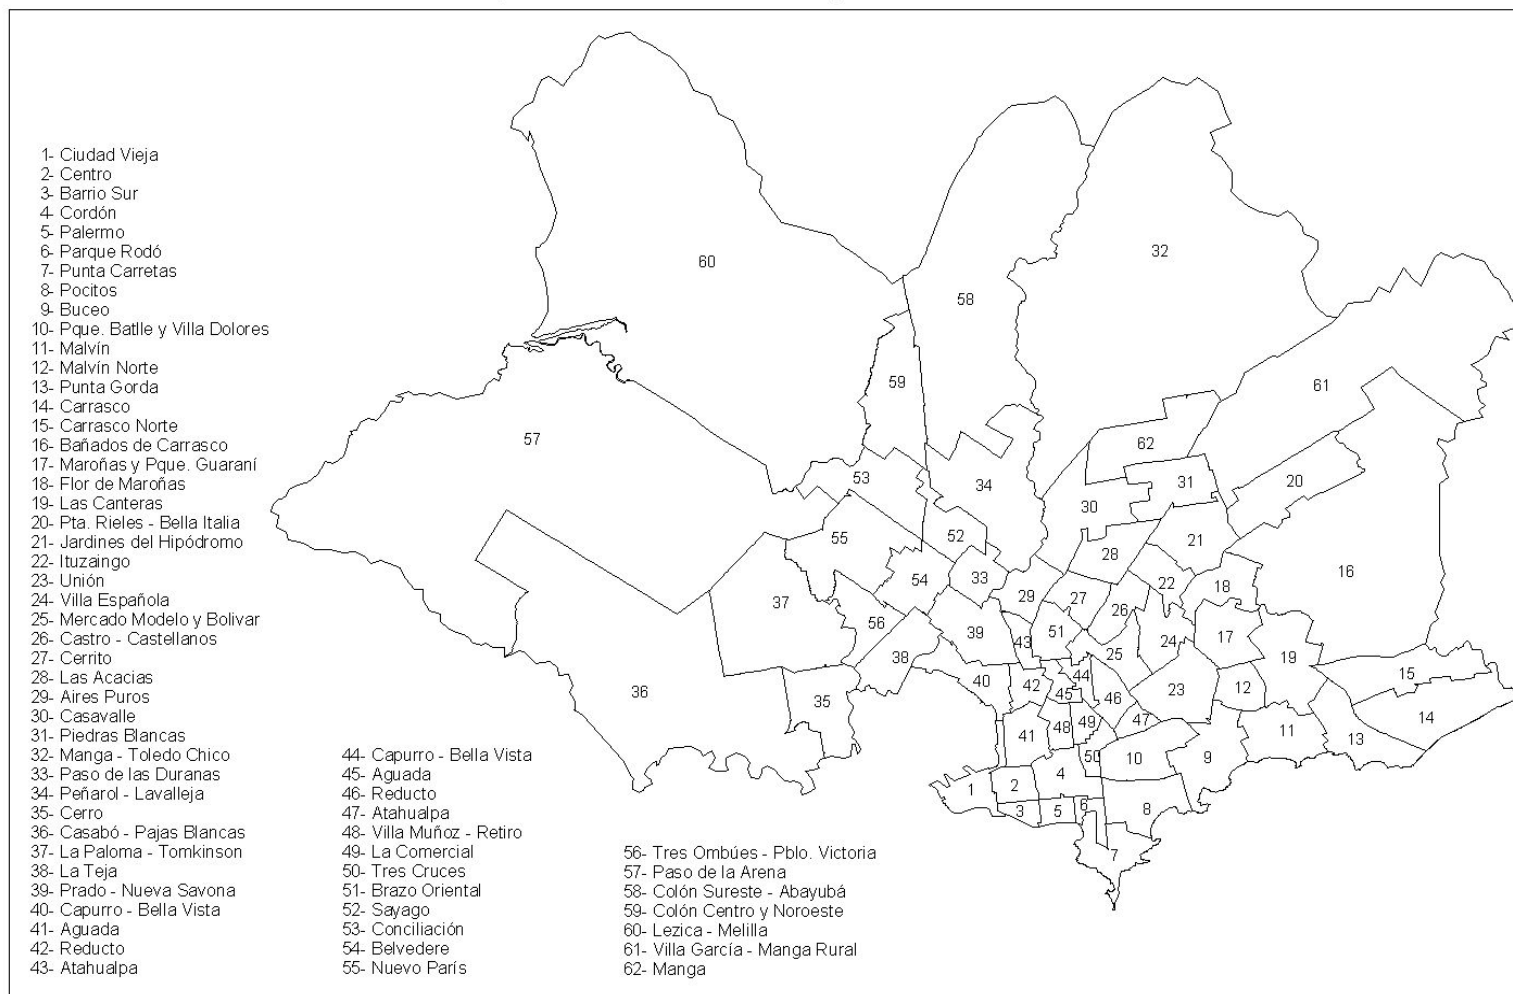 1- Ciudad Vieja
2- Centro
3- Barrio Sur
4- Cordón
5- Palermo
6- Parque Rodó
7- Punta Carretas
8- Pocitos
9- Buceo
10- Pque. Batlle y Villa Dolores
11- Malvín
12- Malvín Norte
13- Punta Gorda
14- Carrasco
15- Carrasco Norte
16- Bañados de Carrasco
17- Maroñas y Pque. Guaraní
18- Flor de Maroñas
19- Las Canteras
20- Pta. Rieles - Bella Italia
21- Jardines del Hipódromo
22- Ituzaingo
23- Unión
24- Villa Española
25- Mercado Modelo y Bolivar
26- Castro - Castellanos
27- Cerrito
28- Las Acacias
29- Aires Puros
30- Casavalle
31- Piedras Blancas
32- Manga - Toledo Chico
33- Paso de las Duranas
34- Peñarol - Lavalleja
35- Cerro
36- Casabó - Pajas Blancas
37- La Paloma - Tomkinson
38- La Teja
39- Prado - Nueva Savona
40- Capurro - Bella Vista
41- Aguada
42- Reducto
43- Atahualpa
44- Capurro - Bella Vista
45- Aguada
46- Reducto
47- Atahualpa
48- Villa Muñoz - Retiro
49- La Comercial
50- Tres Cruces
51- Brazo Oriental
52- Sayago
53- Conciliación
54- Belvedere
55- Nuevo París
56- Tres Ombúes - Pblo. Victoria
57- Paso de la Arena
58- Colón Sureste - Abayubá
59- Colón Centro y Noroeste
60- Lezica - Melilla
61- Villa García - Manga Rural
62- Manga
60
32
58
59
61
57
62
53
34
31
20
30
55
52
21
28
54
33
16
22
18
37
29
27
26
56
39
43
51
24
17
38
25
19
40
42
44
15
36
35
45
46
23
12
41
48
49
47
14
11
13
50
10
9
1
2
4
3
5
6
8
7